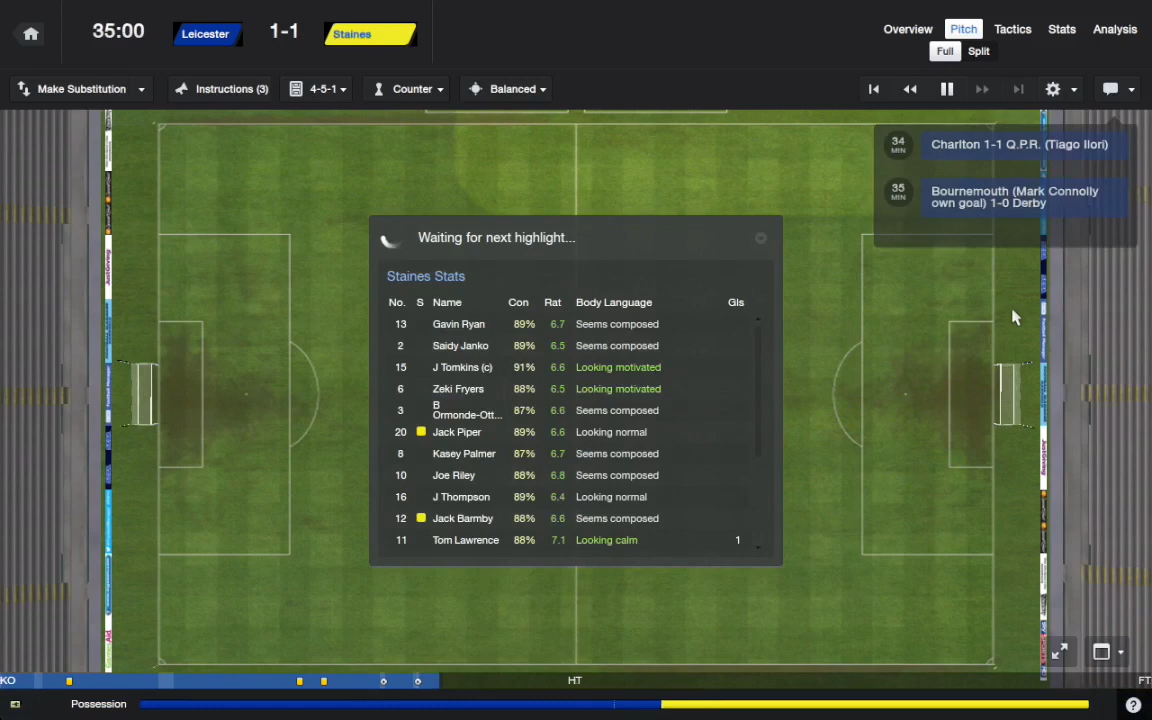 35:00
Leicester
1-1
Staines
Overview Pitch Tactics Stats Analysis
Full Split
Make Substitution
Instructions (3)
4-5-1
Counter
Balanced
34 MIN
Charlton 1-1 Q.P.R. (Tiago Ilori)
35 MIN
Bournemouth (Mark Connolly
own goal) 1-0 Derby
Waiting for next highlight...
Staines Stats
No. S Name Con Rat Body Language Gls
13 Gavin Ryan 89% 6.7 Seems composed
2 Saidy Janko 89% 6.5 Seems composed
15 J Tomkins (c) 91% 6.6 Looking motivated
6 Zeki Fryers 88% 6.5 Looking motivated
3 B Ormonde-Ott... 87% 6.6 Seems composed
20 Jack Piper 89% 6.6 Looking normal
8 Kasey Palmer 87% 6.7 Seems composed
10 Joe Riley 88% 6.8 Seems composed
16 J Thompson 89% 6.4 Looking normal
12 Jack Barmby 88% 6.6 Seems composed
11 Tom Lawrence 88% 7.1 Looking calm 1
JustGiving
Football Manager
KO HT FT
Possession
?